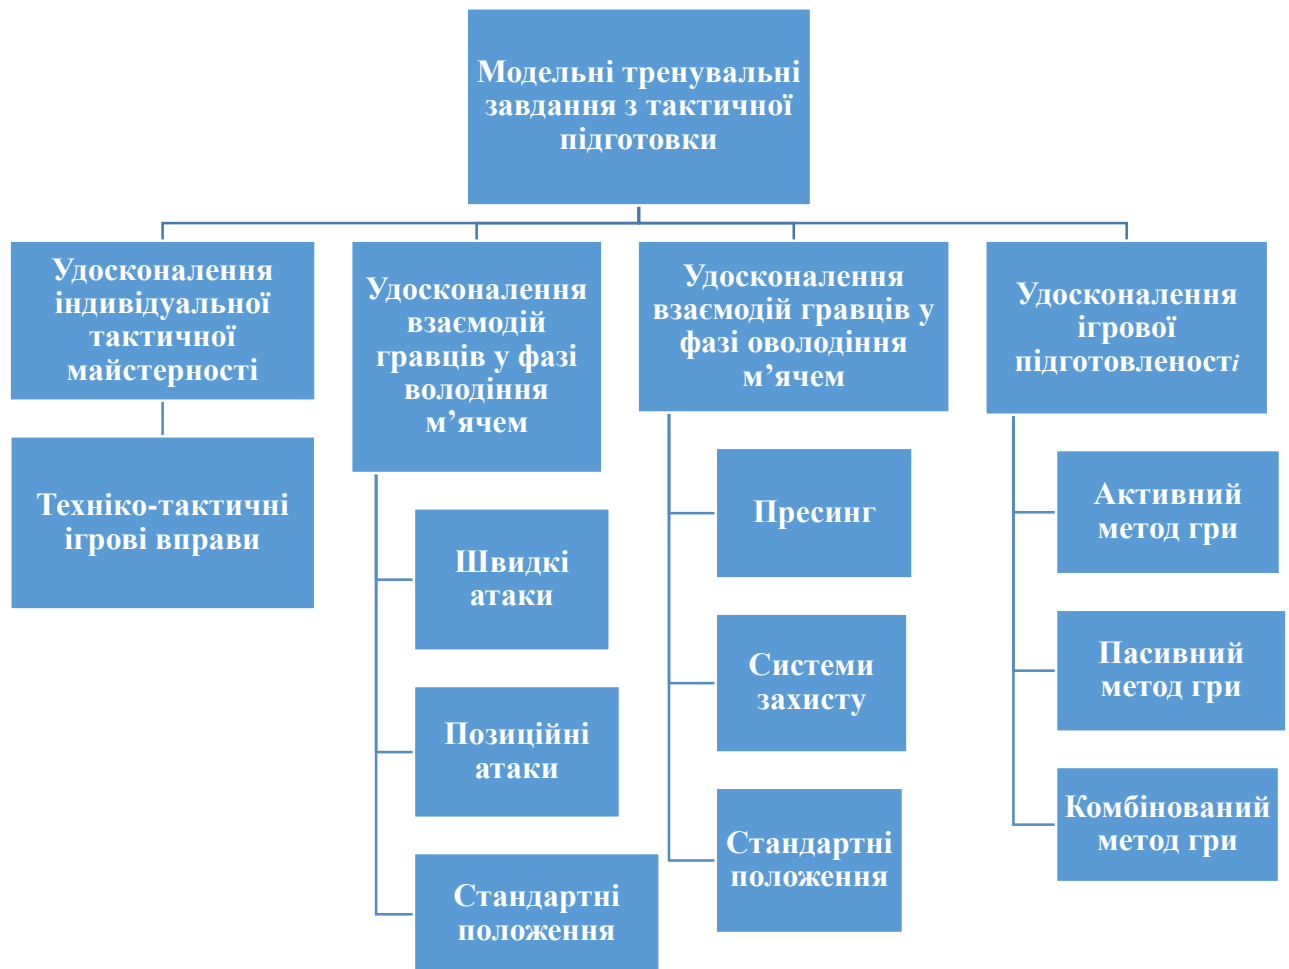 Модельні тренувальні
завдання з тактичної
підготовки
Удосконалення
індивідуальної
тактичної
майстерності
Техніко-тактичні
ігрові вправи
Удосконалення
взаємодій
гравців у фазі
володіння
м’ячем
Швидкі
атаки
Позиційні
атаки
Стандартні
положення
Удосконалення
взаємодій гравців у
фазі оволодіння
м’ячем
Пресинг
Системи
захисту
Стандартні
положення
Удосконалення
ігрової
підготовленості
Активний
метод гри
Пасивний
метод гри
Комбінований
метод гри